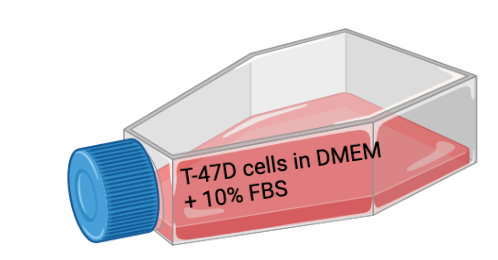 T-47D cells in DMEM
+ 10% FBS